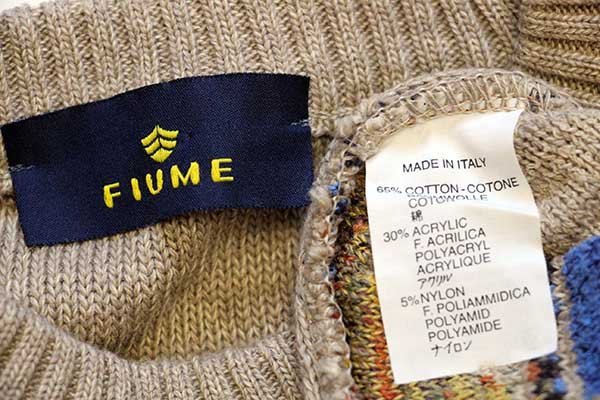 FIUME
MADE IN ITALY
65% COTTON-COTONE
COTUWOLLE
綿
30% ACRYLIC
F. ACRILICA
POLYACRYL
ACRYLIQUE
アクリル
5% NYLON
F. POLIAMMIDICA
POLYAMID
POLYAMIDE
ナイロン